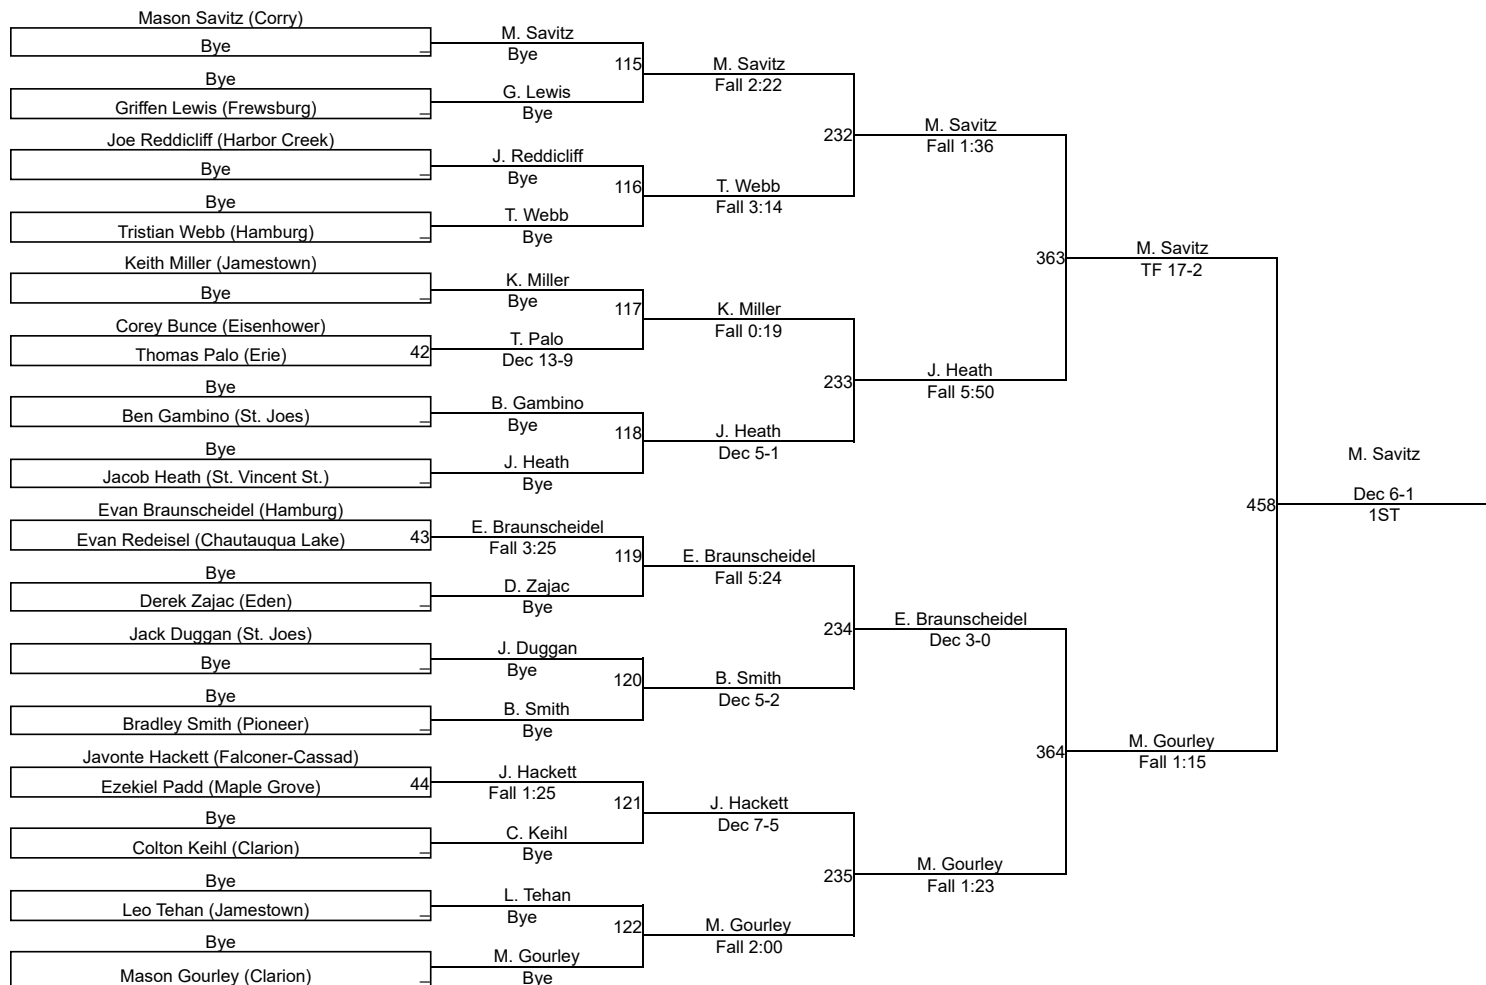 Mason Savitz (Corry)
Bye
Bye
Griffen Lewis (Frewsburg)
Joe Reddicliff (Harbor Creek)
Bye
Bye
Tristian Webb (Hamburg)
Keith Miller (Jamestown)
Bye
Corey Bunce (Eisenhower)
Thomas Palo (Erie) 42
Bye
Ben Gambino (St. Joes)
Bye
Jacob Heath (St. Vincent St.)
Evan Braunscheidel (Hamburg)
Evan Redeisel (Chautauqua Lake) 43
Bye
Derek Zajac (Eden)
Jack Duggan (St. Joes)
Bye
Bye
Bradley Smith (Pioneer)
Javonte Hackett (Falconer-Cassad)
Ezekiel Padd (Maple Grove) 44
Bye
Colton Keihl (Clarion)
Bye
Leo Tehan (Jamestown)
Bye
Mason Gourley (Clarion)
M. Savitz
Bye
115
G. Lewis
Bye
J. Reddicliff
Bye
116
T. Webb
Bye
K. Miller
Bye
117
T. Palo
Dec 13-9
B. Gambino
Bye
118
J. Heath
Bye
E. Braunscheidel
Fall 3:25
119
D. Zajac
Bye
J. Duggan
Bye
120
B. Smith
Bye
J. Hackett
Fall 1:25
121
C. Keihl
Bye
L. Tehan
Bye
122
M. Gourley
Bye
M. Savitz
Fall 2:22
232
T. Webb
Fall 3:14
K. Miller
Fall 0:19
233
J. Heath
Dec 5-1
E. Braunscheidel
Fall 5:24
234
B. Smith
Dec 5-2
J. Hackett
Dec 7-5
235
M. Gourley
Fall 2:00
M. Savitz
Fall 1:36
363
J. Heath
Fall 5:50
E. Braunscheidel
Dec 3-0
364
M. Gourley
Fall 1:23
M. Savitz
TF 17-2
458
M. Gourley
Fall 1:15
M. Savitz
Dec 6-1
1ST